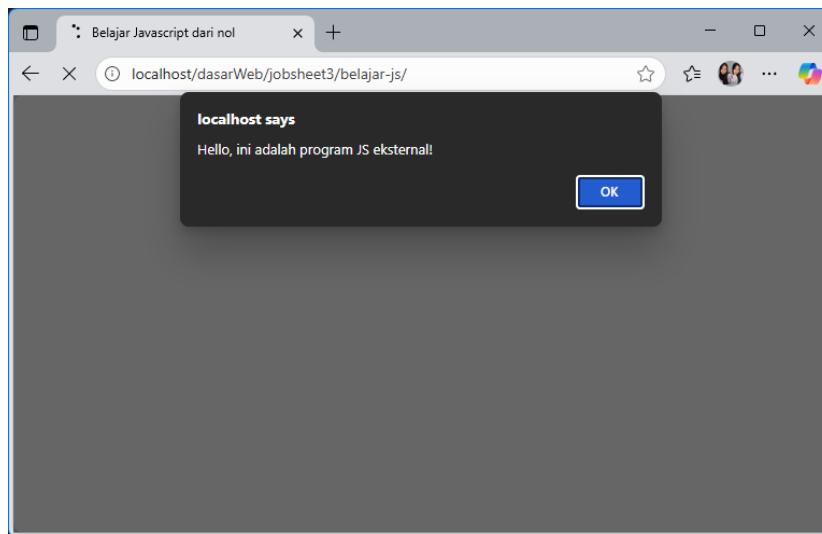 Belajar Javascript dari nol
localhost/dasarWeb/jobsheet3/belajar-js/
localhost says
Hello, ini adalah program JS eksternal!
OK